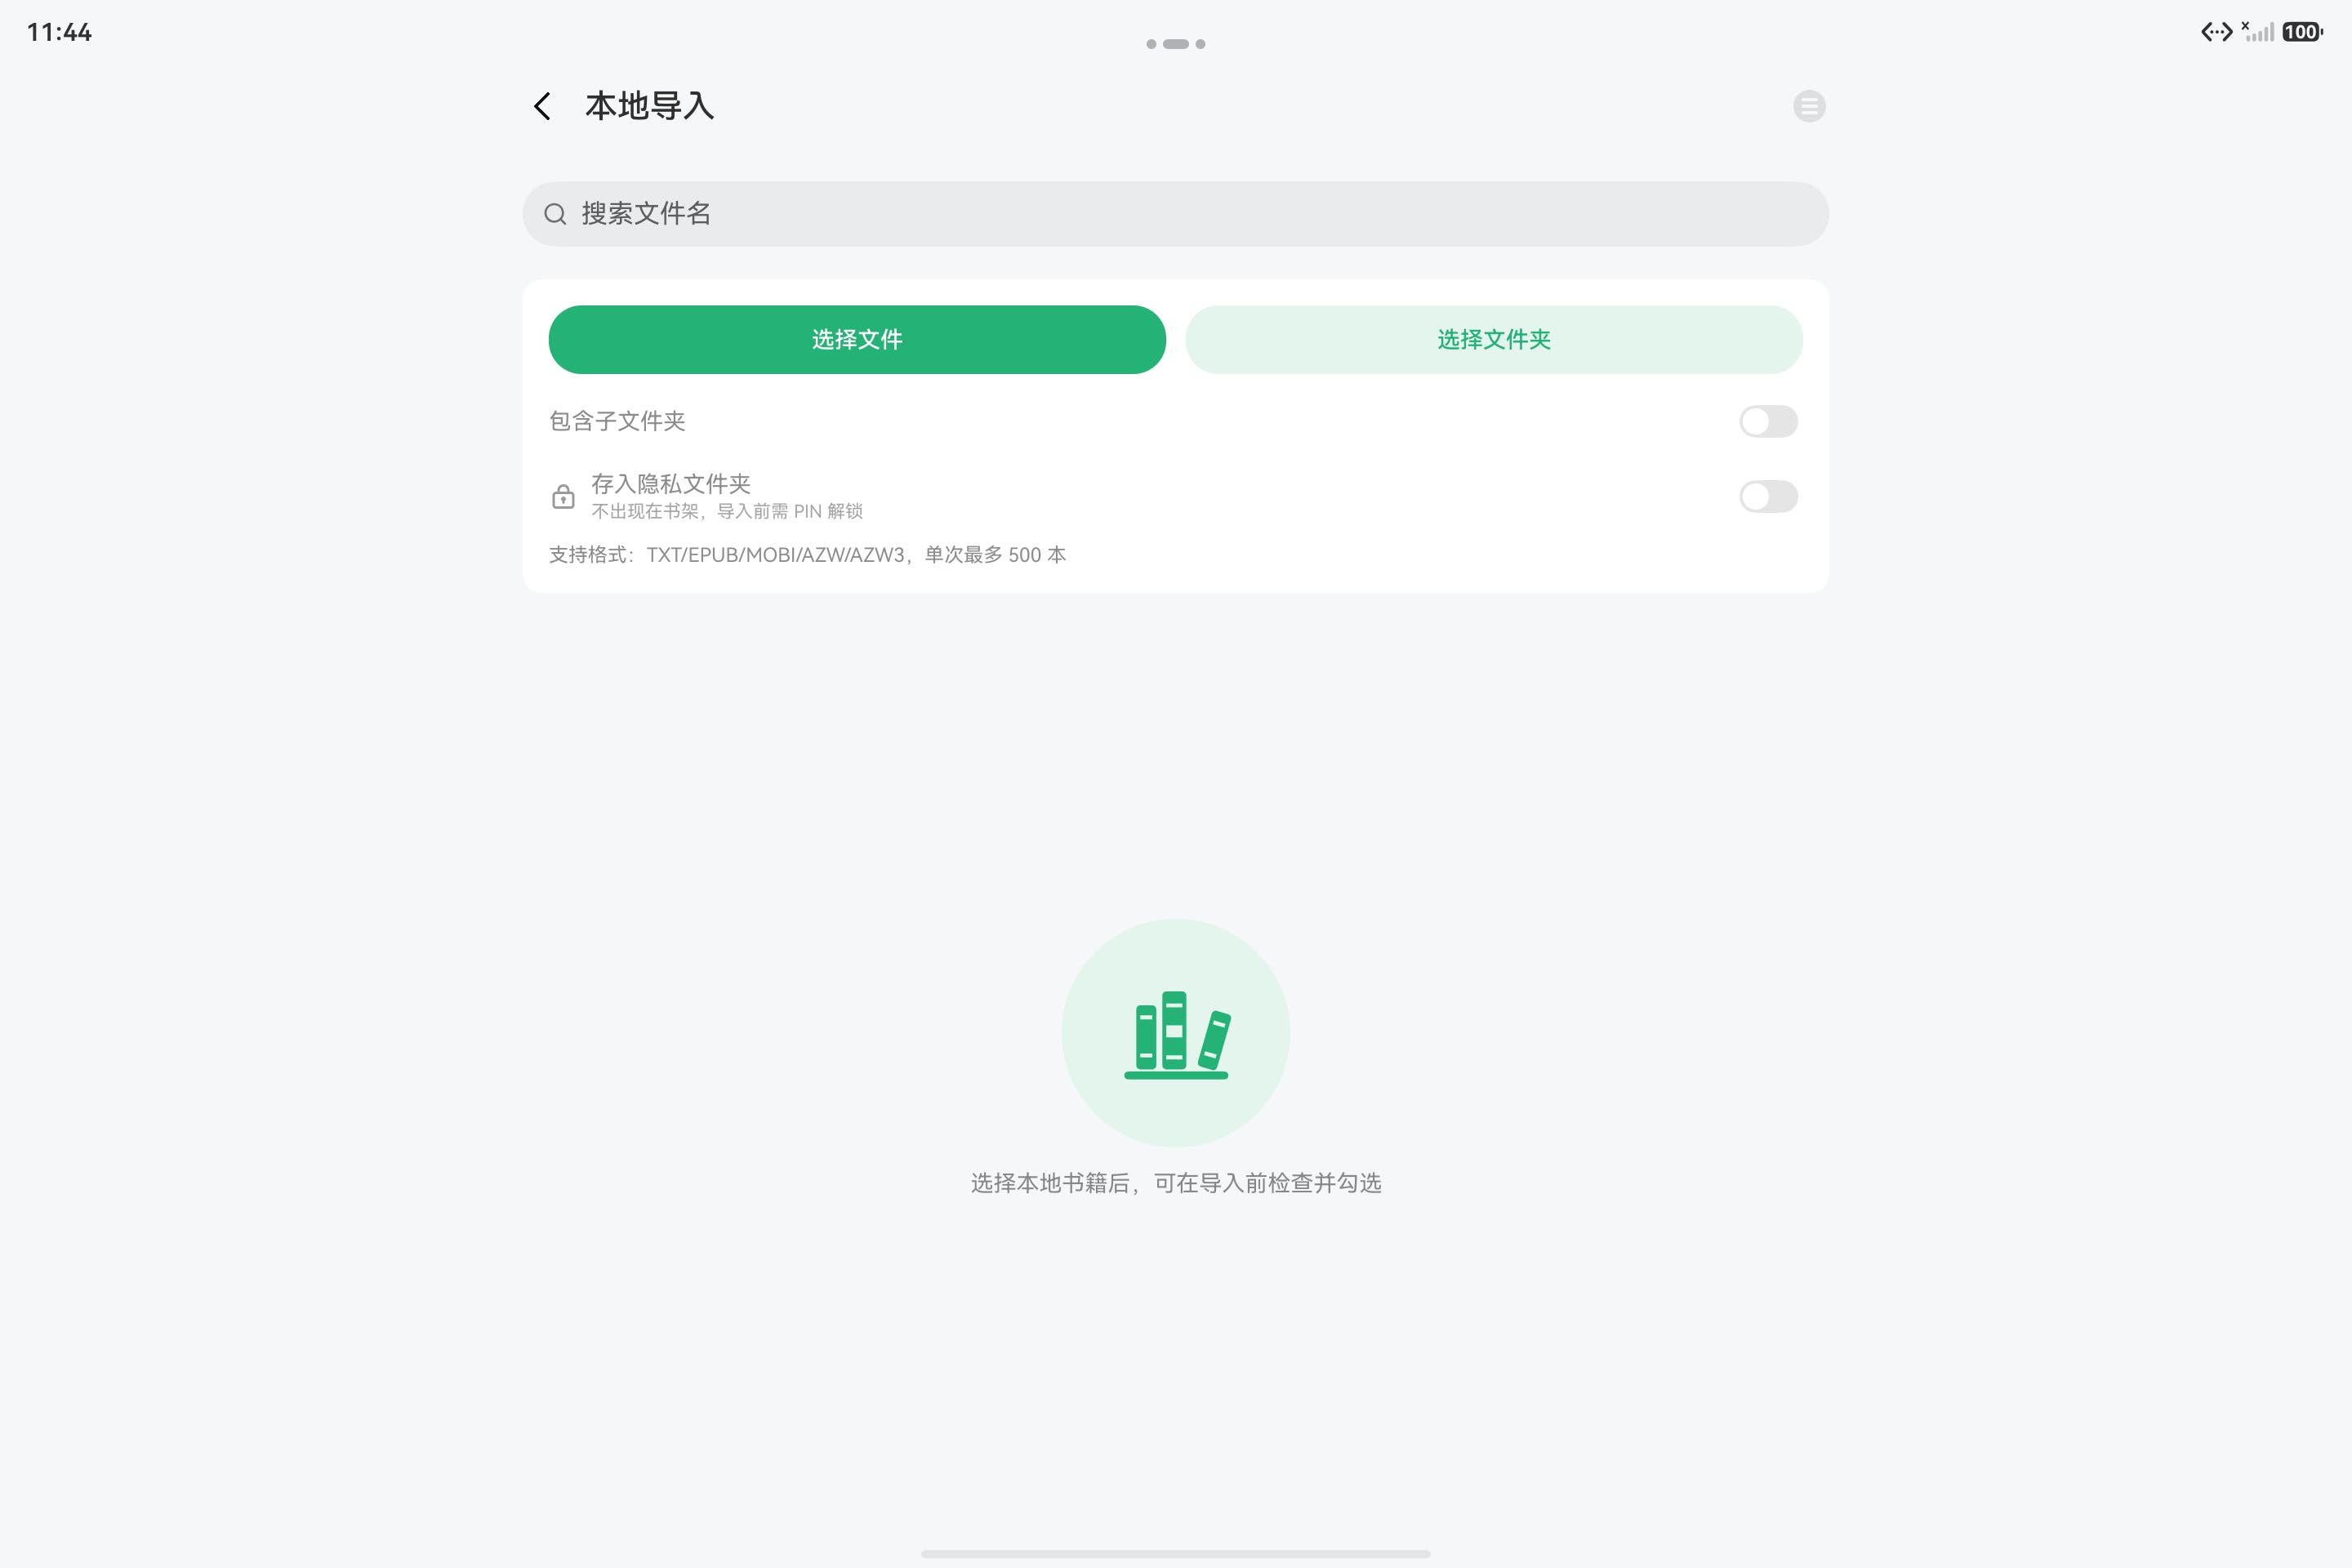 11:44
100
本地导入
搜索文件名
选择文件
选择文件夹
包含子文件夹
存入隐私文件夹
不出现在书架，导入前需 PIN 解锁
支持格式：TXT/EPUB/MOBI/AZW/AZW3，单次最多 500 本
选择本地书籍后，可在导入前检查并勾选